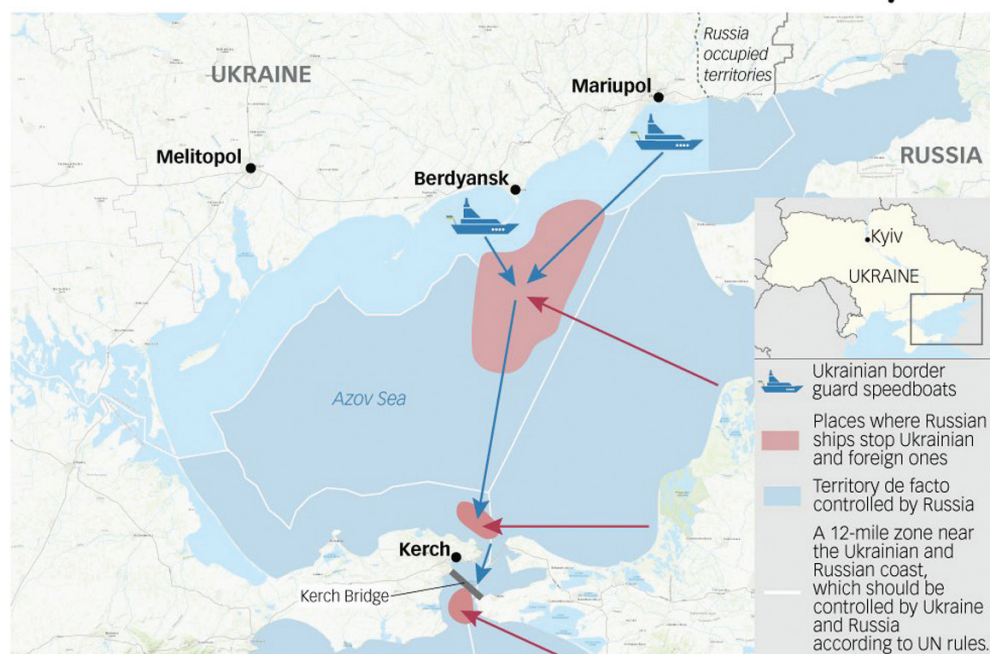 Russia
occupied
territories
UKRAINE
Mariupol
Melitopol
RUSSIA
Berdyansk
Kyiv
UKRAINE
Azov Sea
Kerch
Kerch Bridge
Ukrainian border
guard speedboats
Places where Russian
ships stop Ukrainian
and foreign ones
Territory de facto
controlled by Russia
A 12-mile zone near
the Ukrainian and
Russian coast,
which should be
controlled by Ukraine
and Russia
according to UN rules.